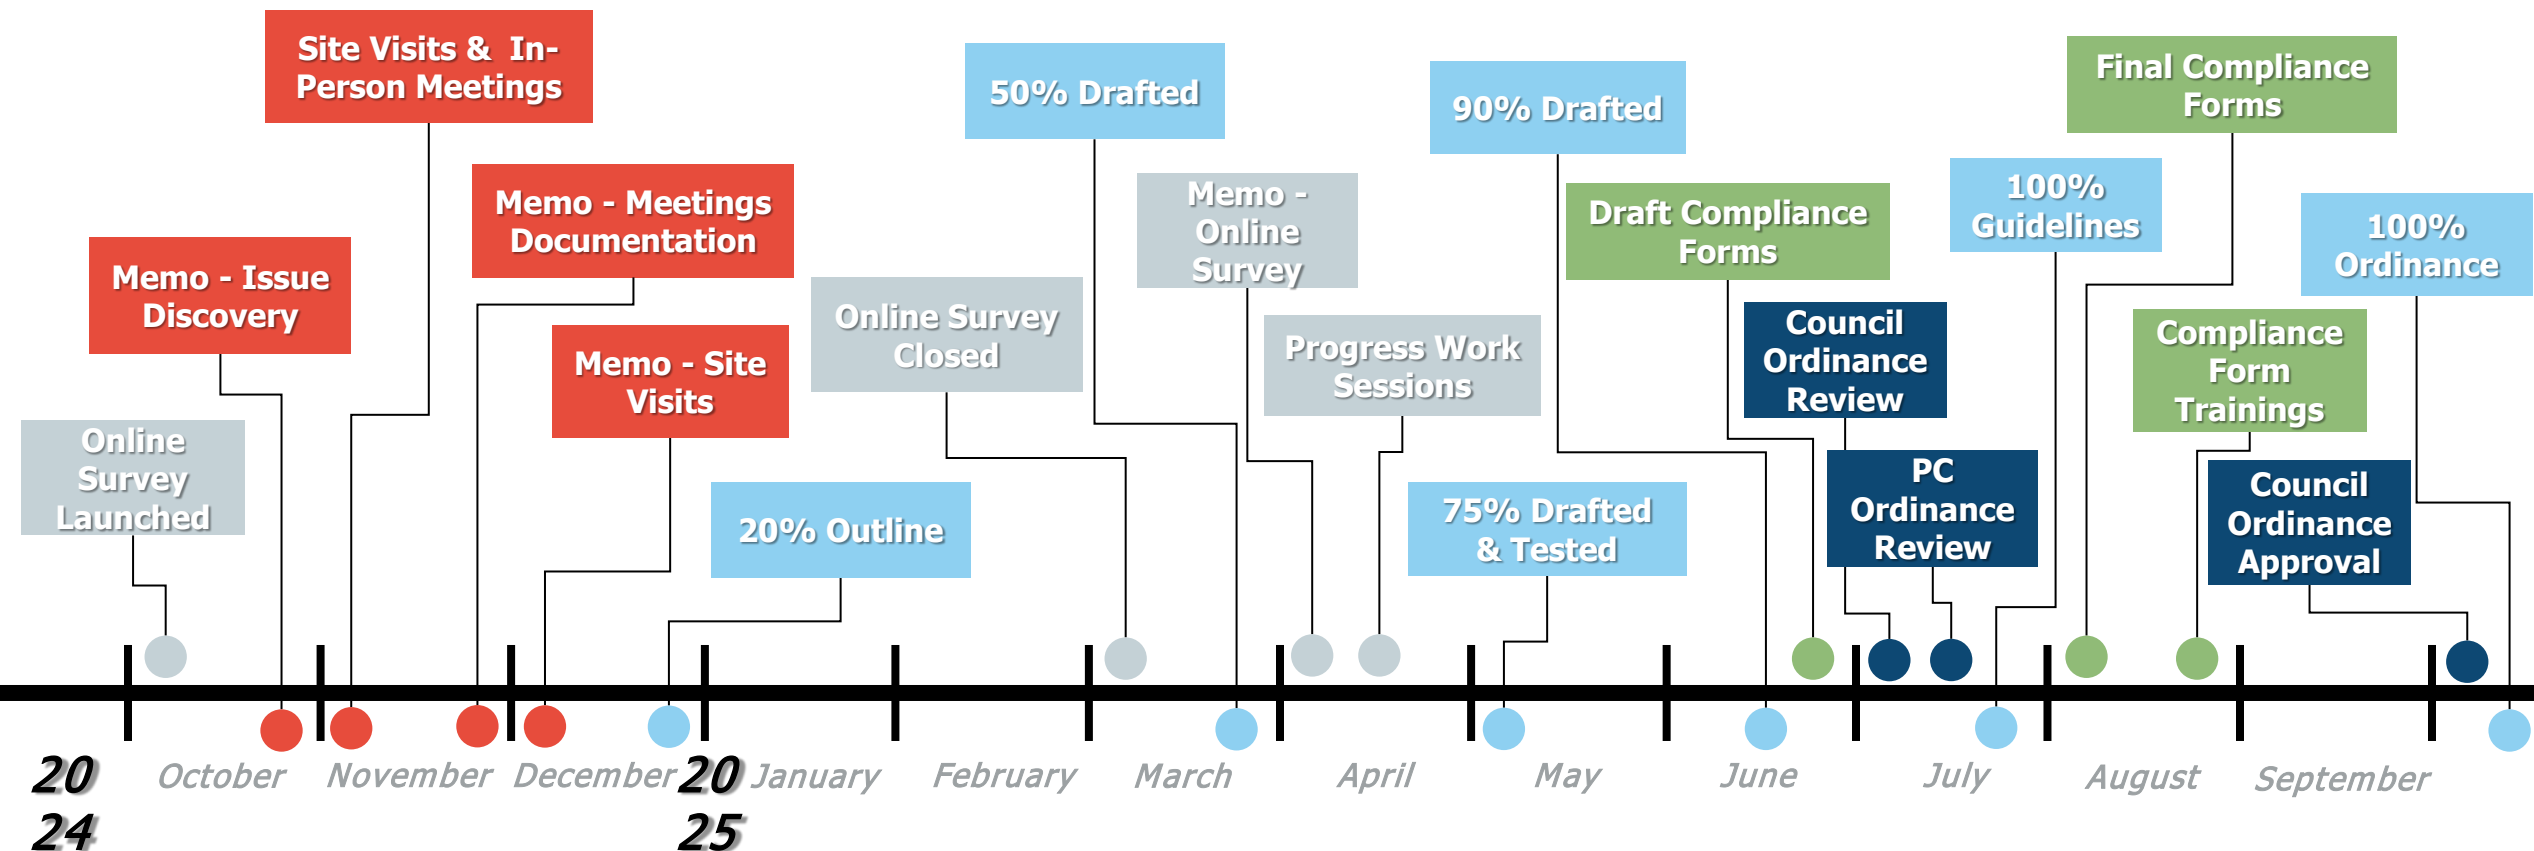 Site Visits & In-
Person Meetings
50% Drafted
90% Drafted
Final Compliance
Forms
Memo - Meetings
Documentation
Memo -
Online
Survey
Draft Compliance
Forms
100%
Guidelines
100%
Ordinance
Memo - Issue
Discovery
Online Survey
Closed
Progress Work
Sessions
Council
Ordinance
Review
Compliance
Form
Trainings
Memo - Site
Visits
Online
Survey
Launched
20% Outline
75% Drafted
& Tested
PC
Ordinance
Review
Council
Ordinance
Approval
20
24
October
November
December
20
25
January
February
March
April
May
June
July
August
September